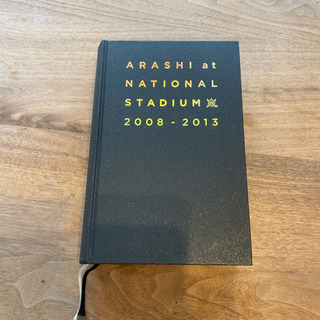 ARASHI at
NATIONAL
STADIUM 嵐
2008 - 2013